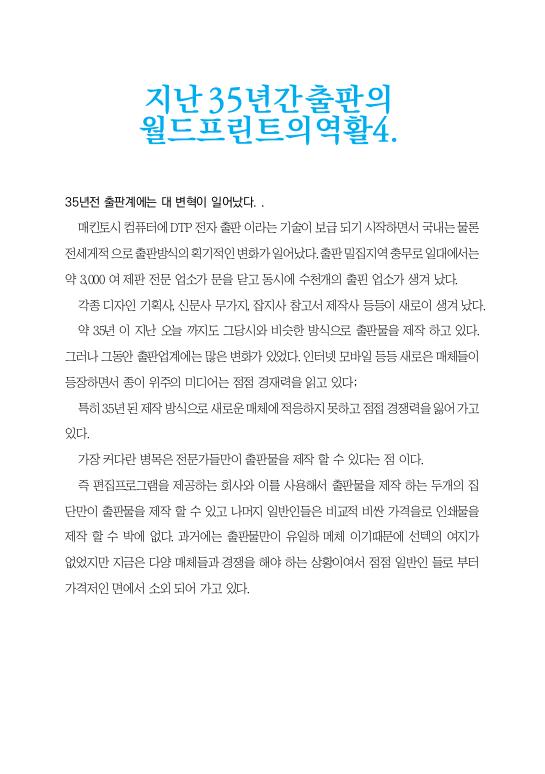 지난 35년간 출판의
월드프린트의역활4.
35년전 출판계에는 대 변혁이 일어났다. .
매킨토시 컴퓨터에 DTP 전자 출판 이라는 기술이 보급 되기 시작하면서 국내는 물론
전세게적 으로 출판방식의 획기적인 변화가 일어났다. 출판 밀집지역 충무로 일대에서는
약 3,000 여 제판 전문 업소가 문을 닫고 동시에 수천개의 출핀 업소가 생겨 났다.
각종 디자인 기획사, 신문사 무가지, 잡지사 참고서 제작사 등등이 새로이 생겨 났다.
약 35년 이 지난 오늘 까지도 그당시와 비슷한 방식으로 출판물을 제작 하고 있다.
그러나 그동안 출판업계에는 많은 변화가 있었다. 인터넷 모바일 등등 새로은 매체들이
등장하면서 종이 위주의 미디어는 점점 경재력을 읽고 있다;
특히 35년 된 제작 방식으로 새로운 매체에 적응하지 못하고 점접 경쟁력을 잃어 가고
있다.
가장 커다란 병목은 전문가들만이 출판물을 제작 할 수 있다는 점 이다.
즉 편집프로그램을 제공하는 회사와 이를 사용해서 출판물을 제작 하는 두개의 집
단만이 출판물을 제작 할 수 있고 나머지 일반인들은 비교적 비싼 가격을로 인쇄물을
제작 할 수 박에 없다. 과거에는 출판물만이 유일하 메체 이기때문에 선텍의 여지가
없었지만 지금은 다양 매체들과 경쟁을 해야 하는 상황이여서 점점 일반인 들로 부터
가격저인 면에서 소외 되어 가고 있다.